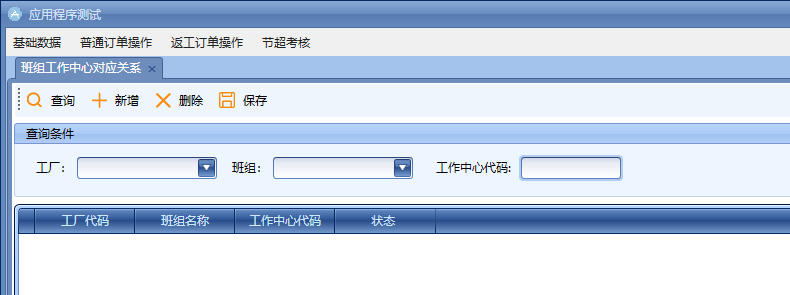 应用程序测试
基础数据 普通订单操作 返工订单操作 节超考核
班组工作中心对应关系 ×
查询 新增 删除 保存
查询条件
工厂： 班组： 工作中心代码:
工厂代码 班组名称 工作中心代码 状态